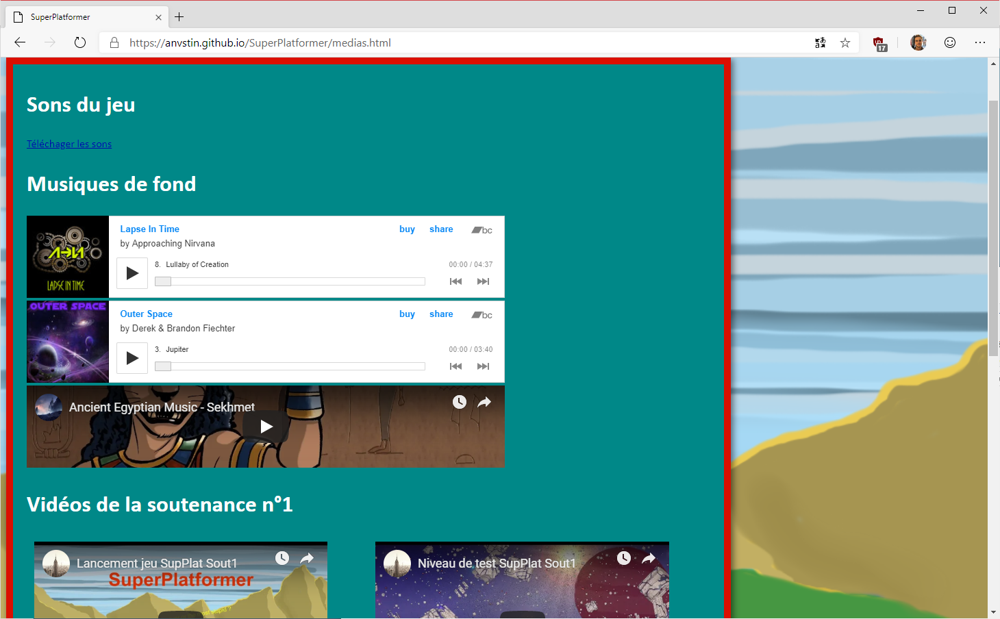 SuperPlatformer
https://anvstin.github.io/SuperPlatformer/medias.html
17
Sons du jeu
Téléchager les sons
Musiques de fond
Lapse In Time
buy
share
bc
by Approaching Nirvana
8. Lullaby of Creation
00:00 / 04:37
LAPSE IN TIME
OUTER SPACE
Outer Space
buy
share
bc
by Derek & Brandon Fiechter
3. Jupiter
00:00 / 03:40
Ancient Egyptian Music - Sekhmet
Vidéos de la soutenance n°1
Lancement jeu SupPlat Sout1
SuperPlatformer
Niveau de test SupPlat Sout1